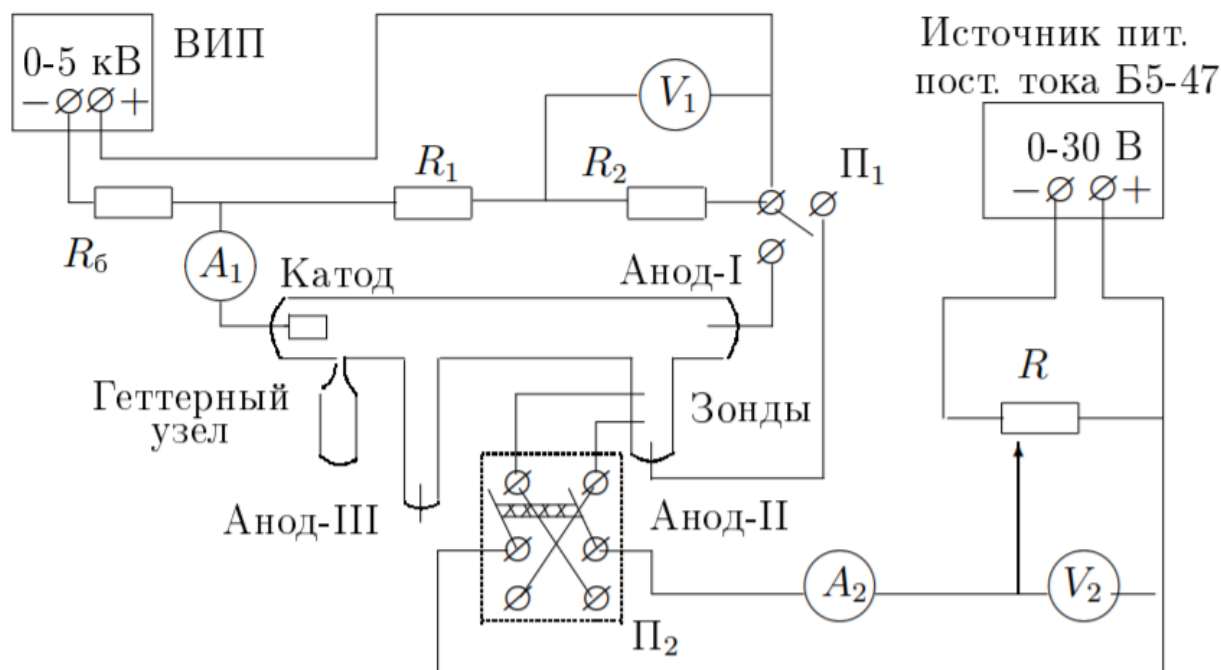 ВИП
0-5 кВ
− +
Источник пит.
пост. тока Б5-47
0-30 В
− +
V₁
R₁
R₂
П₁
R_б
A₁
Катод
Анод-I
R
Геттерный
узел
Зонды
Анод-III
Анод-II
A₂
V₂
П₂